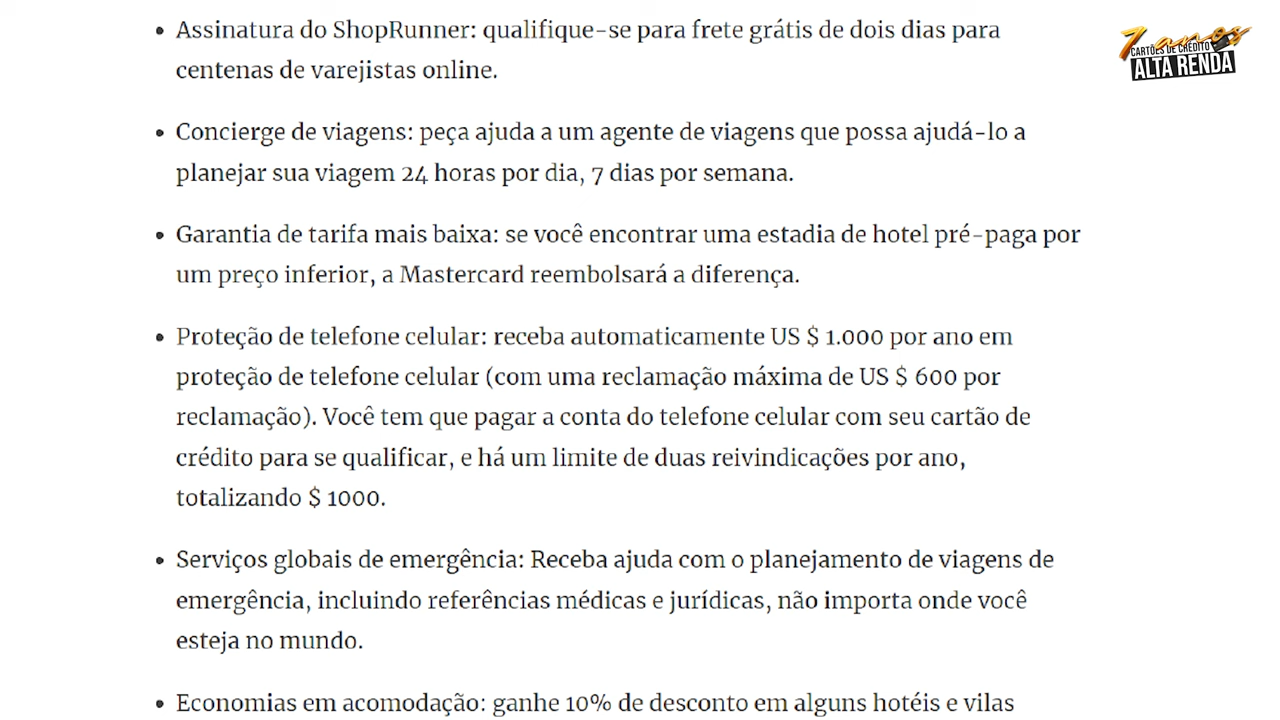 • Assinatura do ShopRunner: qualifique-se para frete grátis de dois dias para
centenas de varejistas online.
7 anos
CARTÕES DE CRÉDITO
ALTA RENDA
• Concierge de viagens: peça ajuda a um agente de viagens que possa ajudá-lo a
planejar sua viagem 24 horas por dia, 7 dias por semana.
• Garantia de tarifa mais baixa: se você encontrar uma estadia de hotel pré-paga por
um preço inferior, a Mastercard reembolsará a diferença.
• Proteção de telefone celular: receba automaticamente US $ 1.000 por ano em
proteção de telefone celular (com uma reclamação máxima de US $ 600 por
reclamação). Você tem que pagar a conta do telefone celular com seu cartão de
crédito para se qualificar, e há um limite de duas reivindicações por ano,
totalizando $ 1000.
• Serviços globais de emergência: Receba ajuda com o planejamento de viagens de
emergência, incluindo referências médicas e jurídicas, não importa onde você
esteja no mundo.
• Economias em acomodação: ganhe 10% de desconto em alguns hotéis e vilas